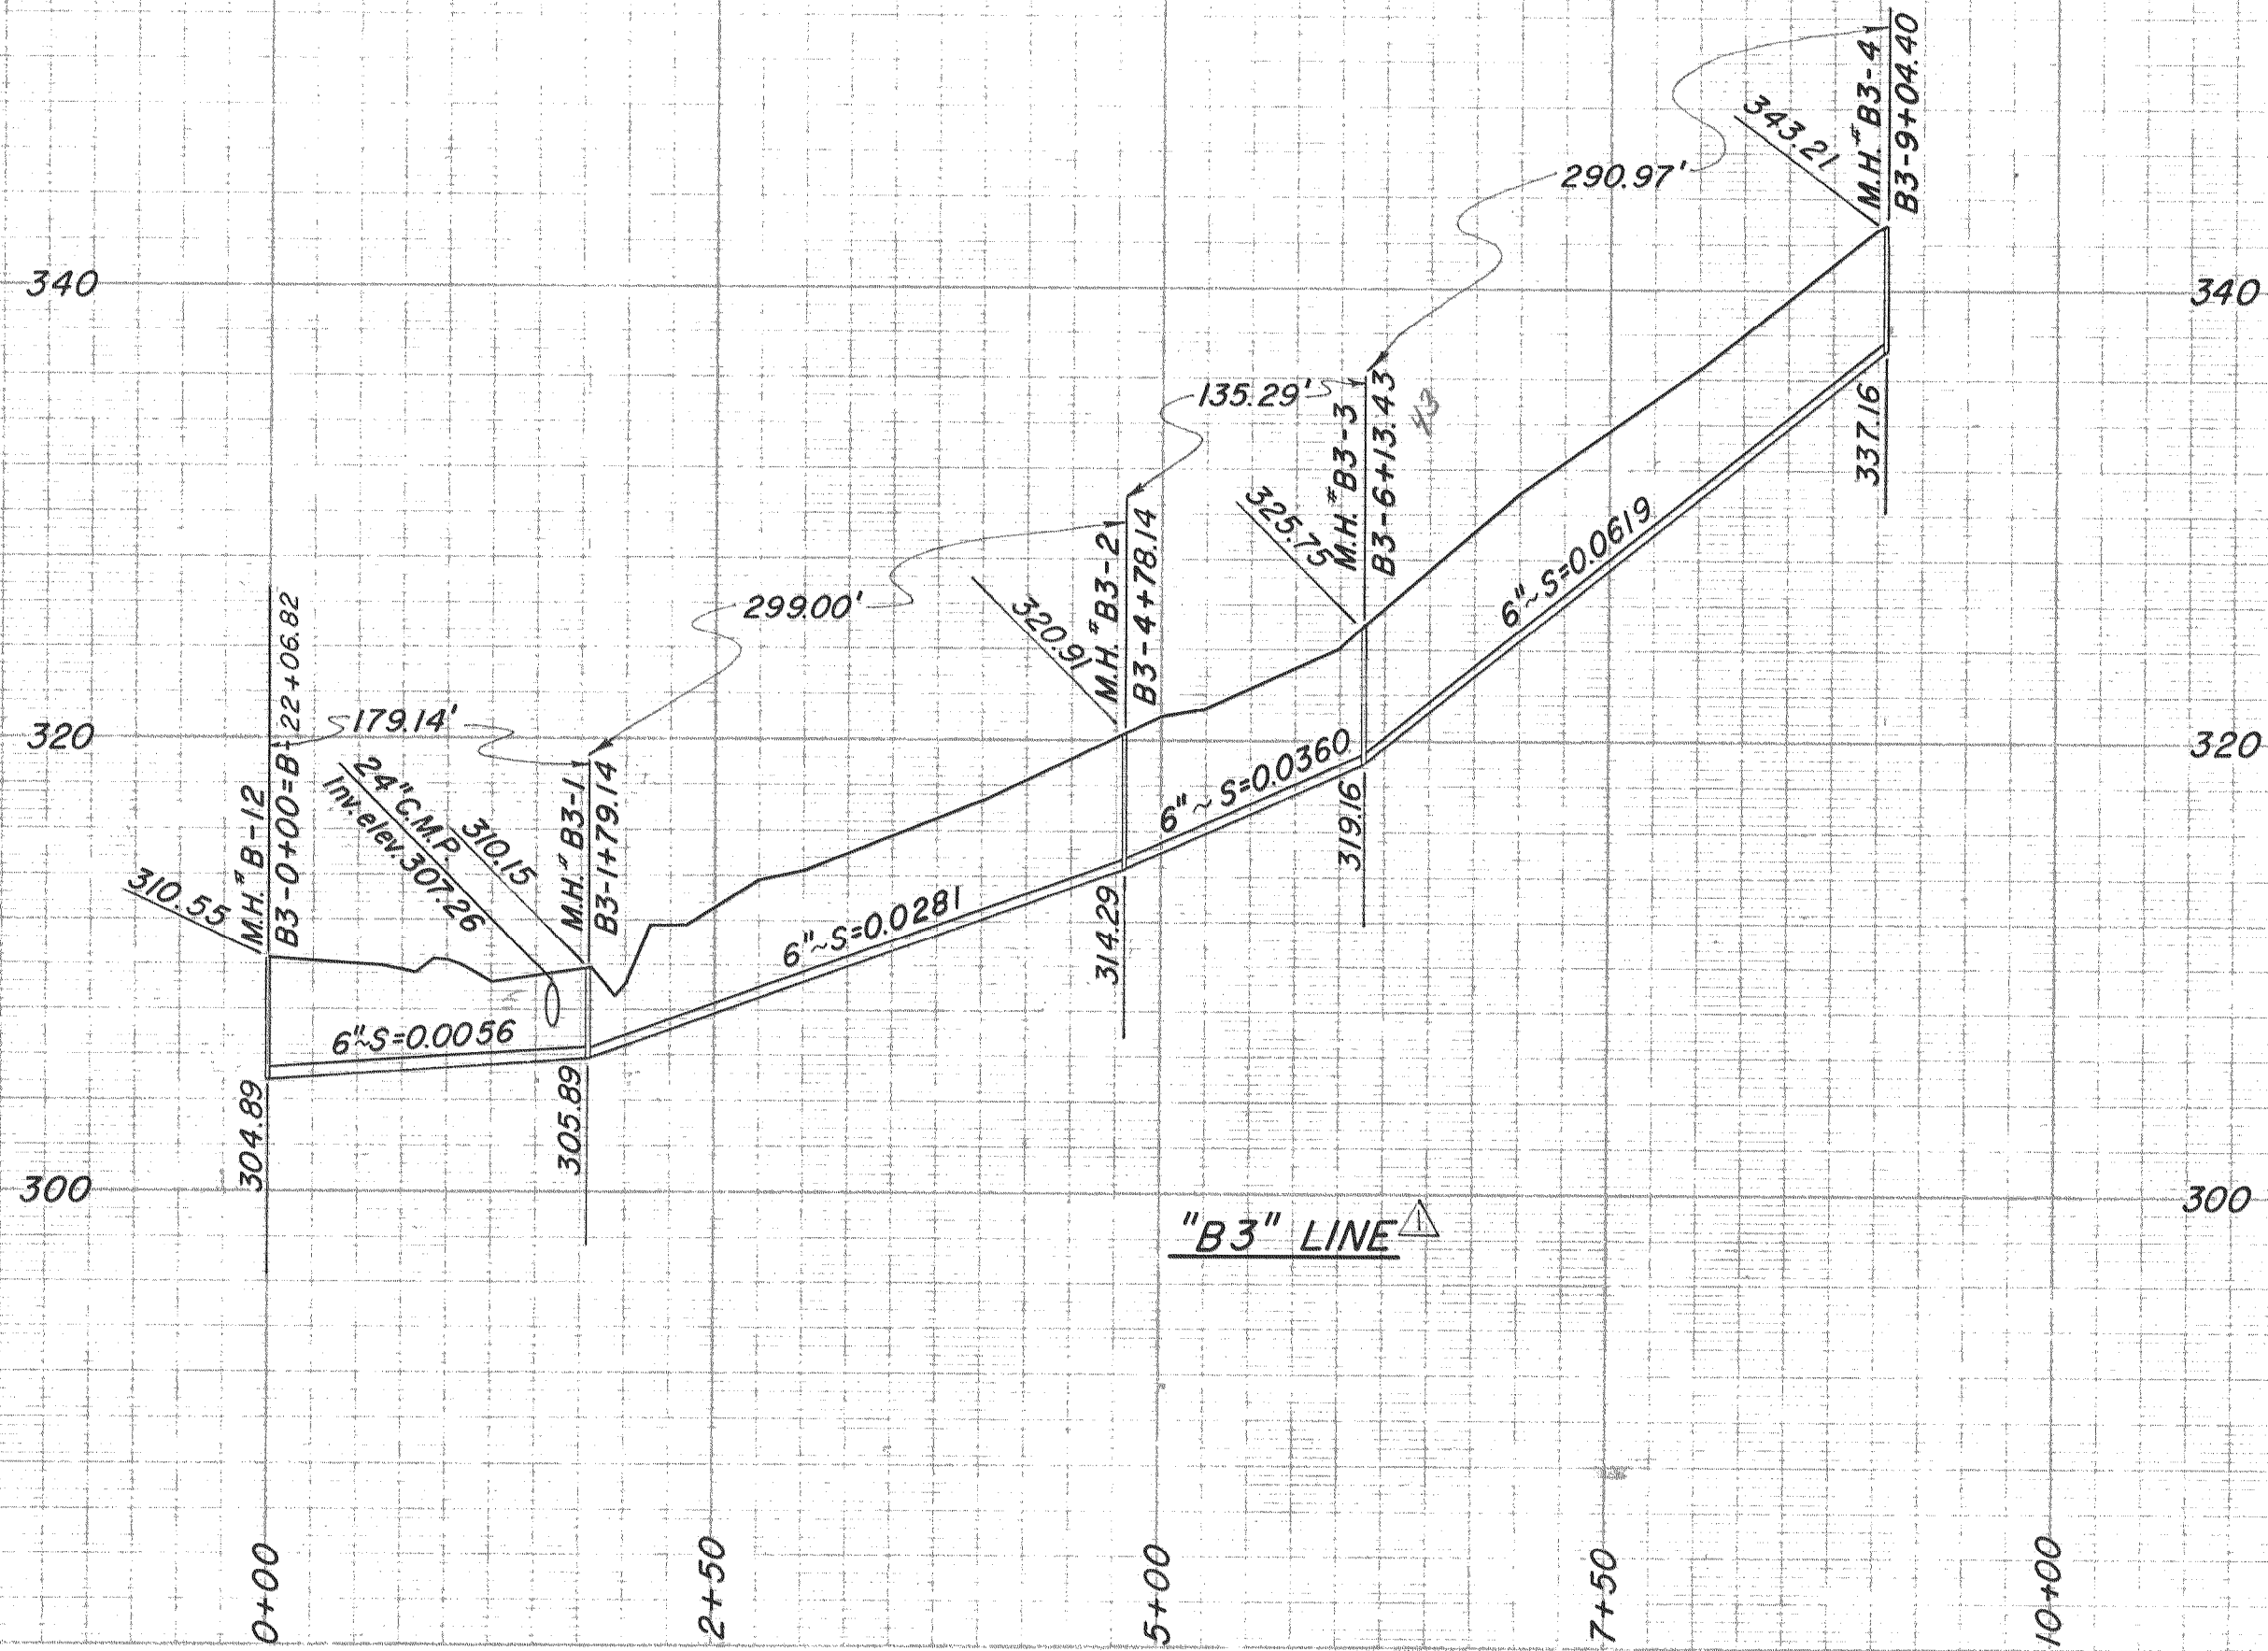 M.H.#B3-4
B3-9+04.40
343.21
290.97'
340
340
337.16
135.29'
M.H.#B3-3
B3-6+13.43
43
325.75
6"~S=0.0619
299.00'
M.H.#B3-2
B3-4+78.14
320.91
320
320
179.14'
M.H.#B-12
B3-0+00=B-22+06.82
310.55
24"C.M.P.
Inv.elev.307.26
310.15
M.H.#B3-1
B3-1+79.14
6"~S=0.0360
319.16
6"~S=0.0281
314.29
6"~S=0.0056
304.89
305.89
300
300
"B3" LINE
1
0+00
2+50
5+00
7+50
10+00